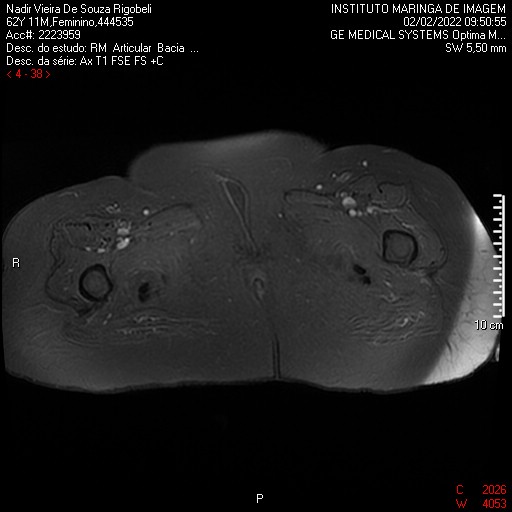 Nadir Vieira De Souza Rigobeli
62Y 11M,Feminino,444535
Acc#: 2223959
Desc. do estudo: RM Articular Bacia ...
Desc. da série: Ax T1 FSE FS +C
< 4 - 38 >
INSTITUTO MARINGA DE IMAGEM
02/02/2022 09:50:55
GE MEDICAL SYSTEMS Optima M...
SW 5,50 mm
R
10 cm
P
C 2026
W 4053